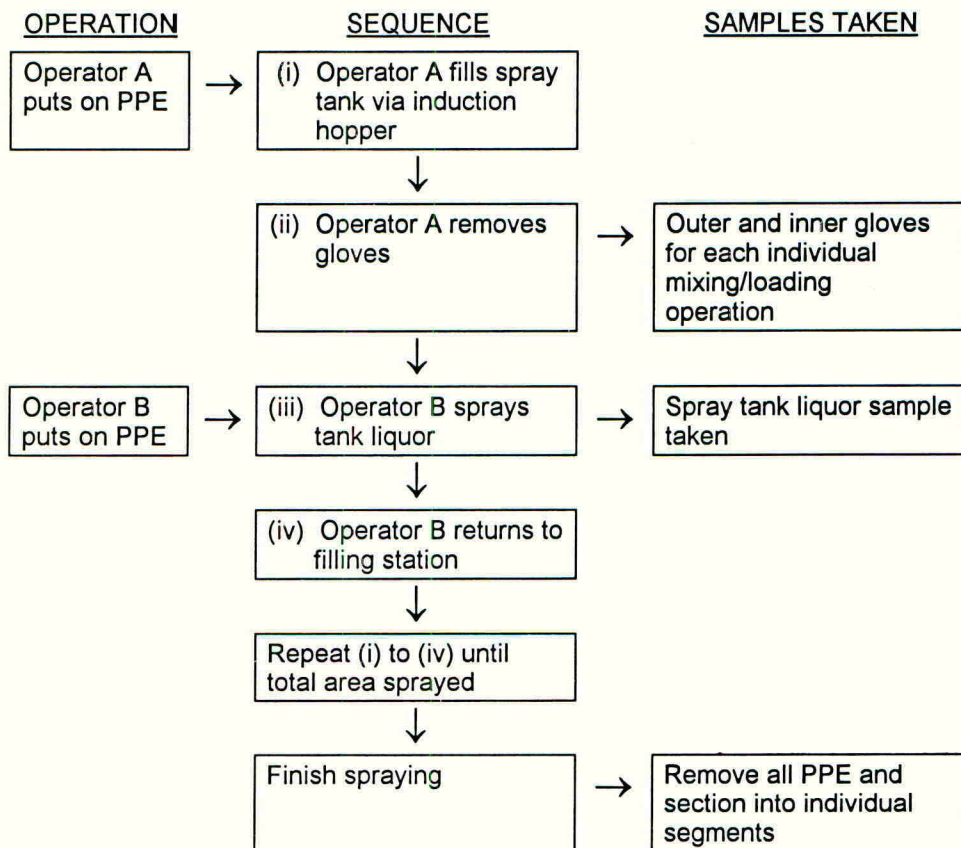 OPERATION
SEQUENCE
SAMPLES TAKEN
Operator A
puts on PPE
(i) Operator A fills spray
tank via induction
hopper
(ii) Operator A removes
gloves
Outer and inner gloves
for each individual
mixing/loading
operation
Operator B
puts on PPE
(iii) Operator B sprays
tank liquor
Spray tank liquor sample
taken
(iv) Operator B returns to
filling station
Repeat (i) to (iv) until
total area sprayed
Finish spraying
Remove all PPE and
section into individual
segments